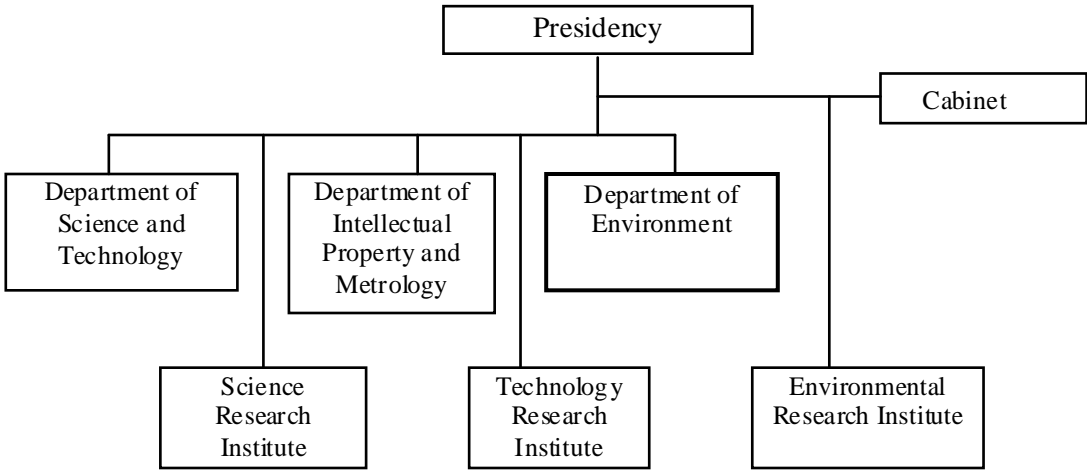 Presidency
Cabinet
Department of
Science and
Technology
Department of
Intellectual
Property and
Metrology
Department of
Environment
Science
Research
Institute
Technology
Research
Institute
Environmental
Research Institute